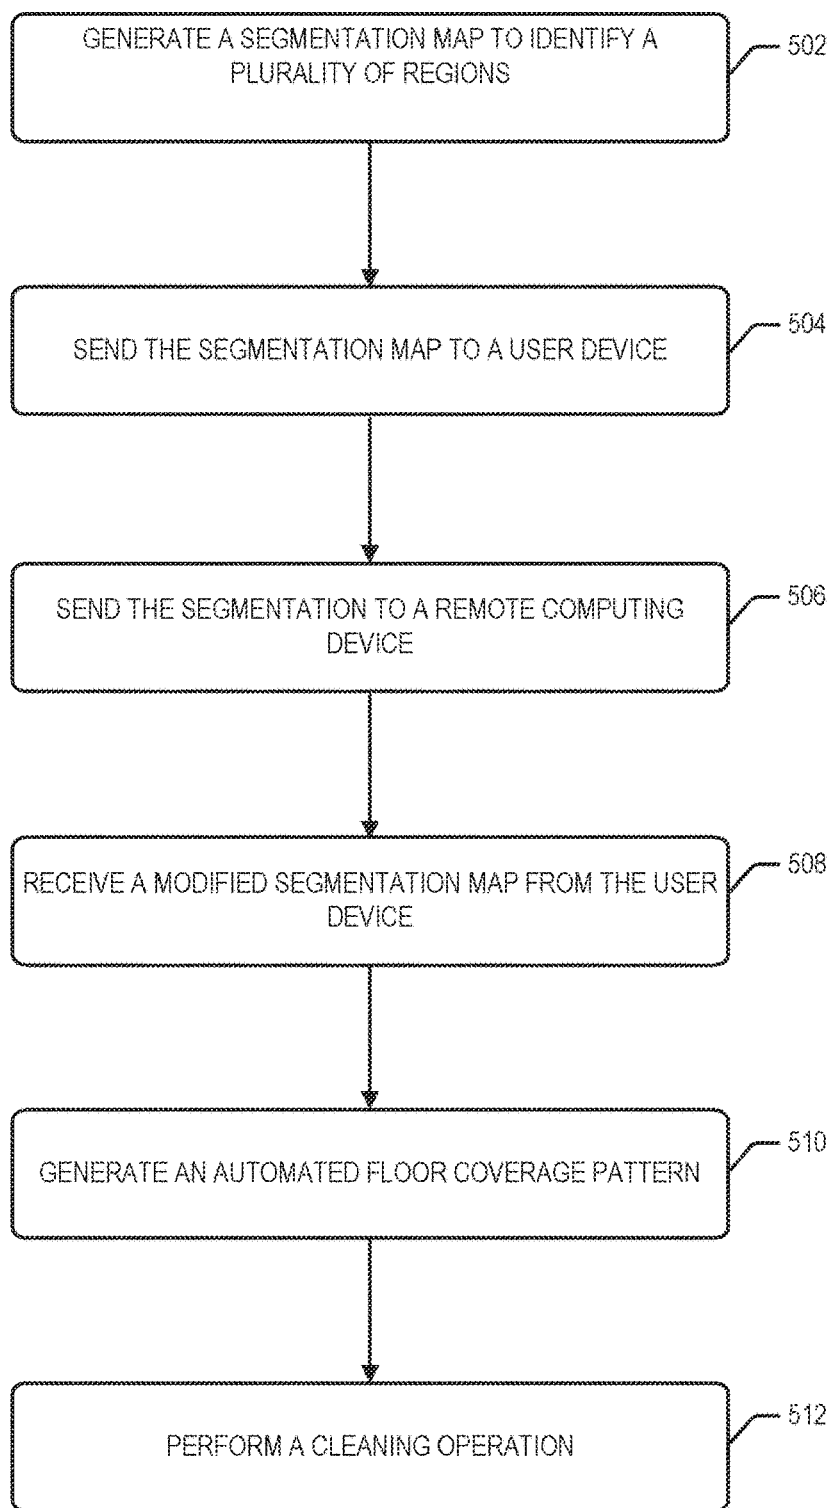 GENERATE A SEGMENTATION MAP TO IDENTIFY A
PLURALITY OF REGIONS
502
SEND THE SEGMENTATION MAP TO A USER DEVICE
504
SEND THE SEGMENTATION TO A REMOTE COMPUTING
DEVICE
506
RECEIVE A MODIFIED SEGMENTATION MAP FROM THE USER
DEVICE
508
GENERATE AN AUTOMATED FLOOR COVERAGE PATTERN
510
PERFORM A CLEANING OPERATION
512